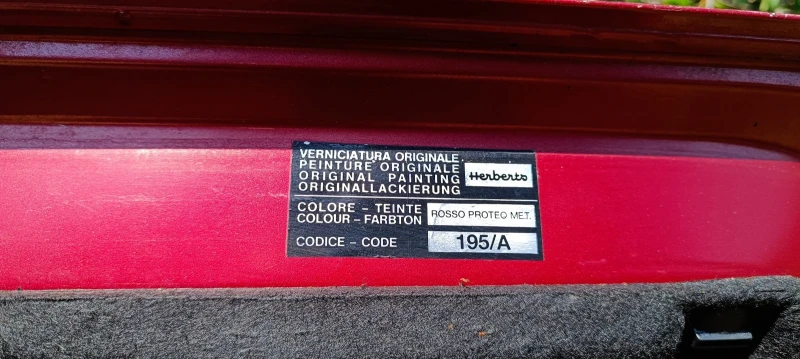 VERNICIATURA ORIGINALE
PEINTURE ORIGINALE
ORIGINAL PAINTING
ORIGINALLACKIERUNG
Herberts
COLORE - TEINTE
COLOUR - FARBTON
ROSSO PROTEO MET.
CODICE - CODE
195/A